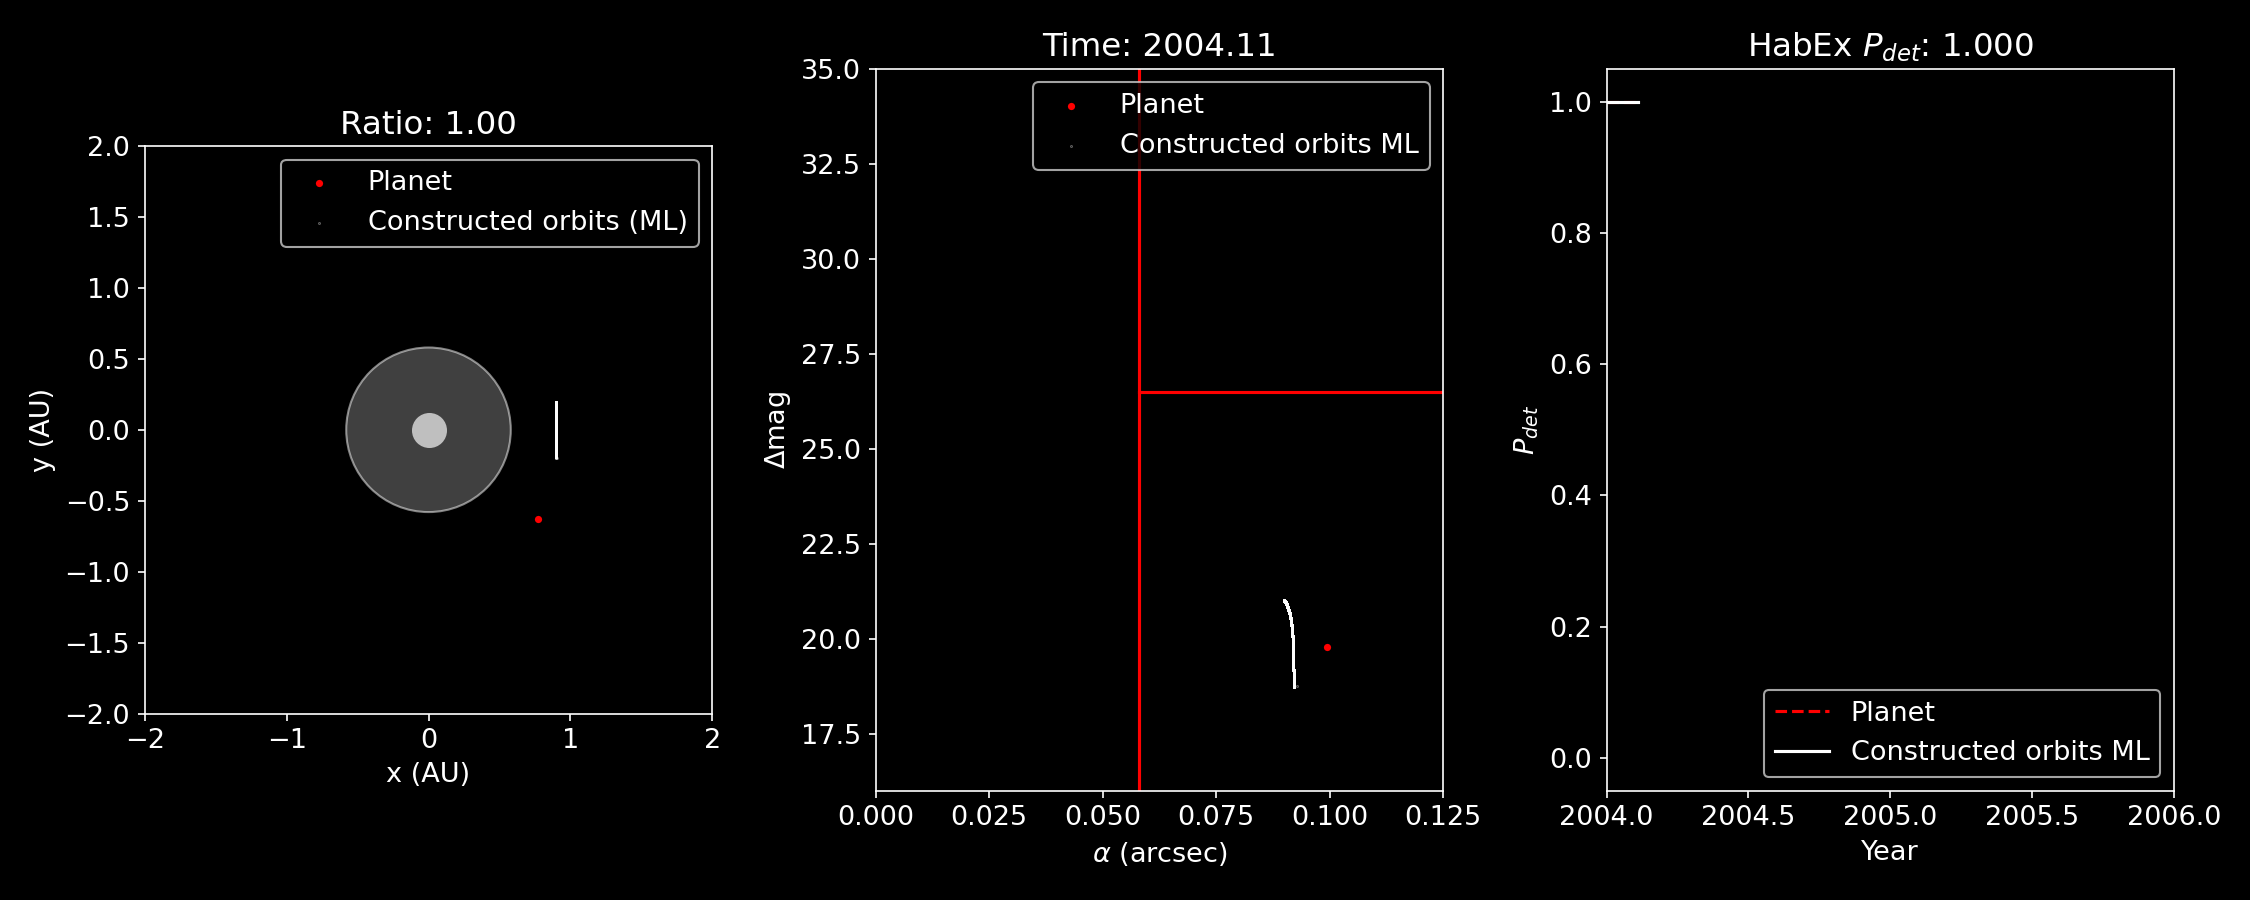 Ratio: 1.00
2.0
1.5
1.0
0.5
0.0
−0.5
−1.0
−1.5
−2.0
−2
−1
0
1
2
x (AU)
y (AU)
Planet
Constructed orbits (ML)
Time: 2004.11
35.0
32.5
30.0
27.5
25.0
22.5
20.0
17.5
0.000
0.025
0.050
0.075
0.100
0.125
α (arcsec)
Δmag
Planet
Constructed orbits ML
HabEx P_det: 1.000
1.0
0.8
0.6
0.4
0.2
0.0
2004.0
2004.5
2005.0
2005.5
2006.0
Year
P_det
Planet
Constructed orbits ML